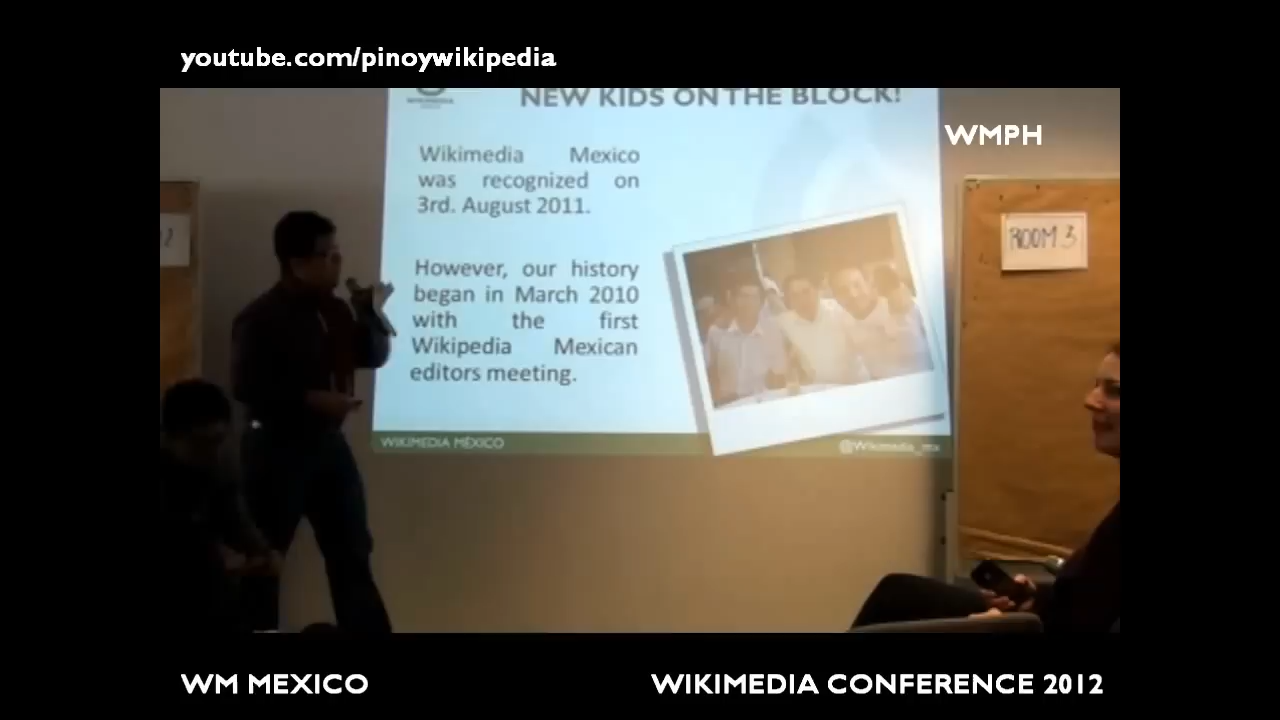 youtube.com/pinoywikipedia
WIKIMEDIA
NEW KIDS ON THE BLOCK!
WMPH
Wikimedia Mexico
was recognized on
3rd. August 2011.
ROOM 3
However, our history
began in March 2010
with the first
Wikipedia Mexican
editors meeting.
WIKIMEDIA MÉXICO
@Wikimedia_mx
WM MEXICO
WIKIMEDIA CONFERENCE 2012